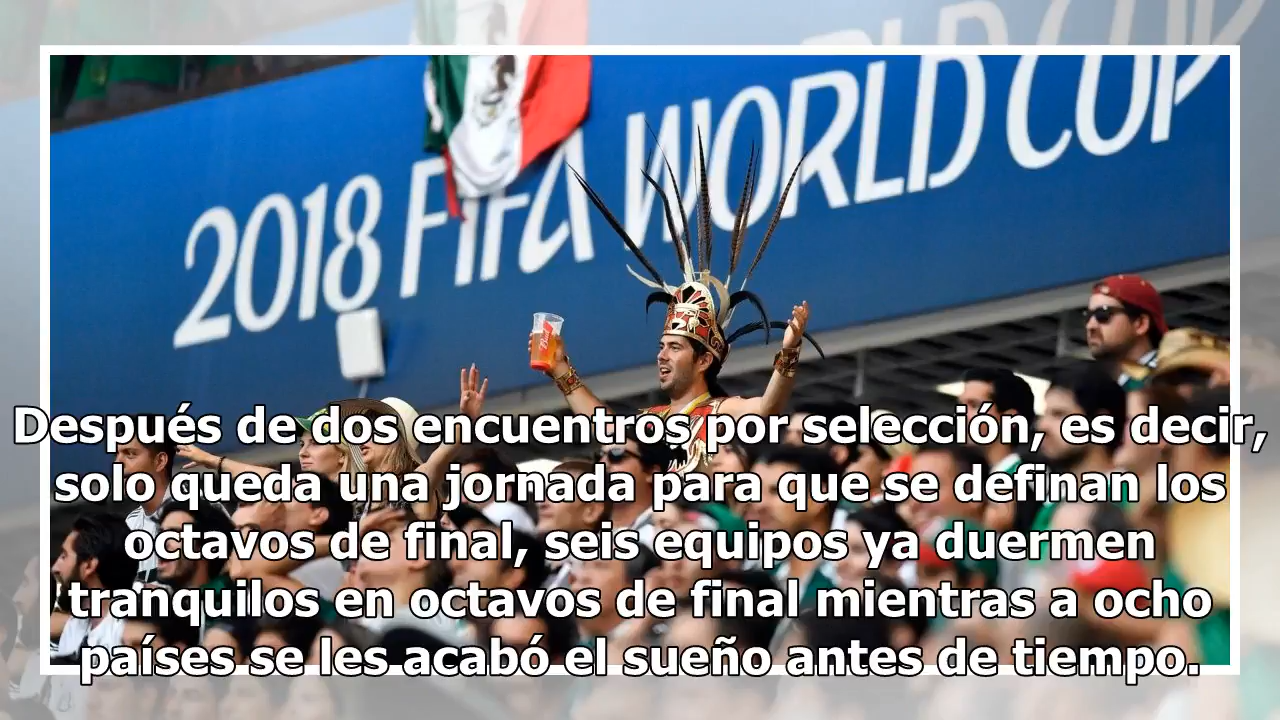 2018 FIFA WORLD CUP
Después de dos encuentros por selección, es decir,
solo queda una jornada para que se definan los
octavos de final, seis equipos ya duermen
tranquilos en octavos de final mientras a ocho
países se les acabó el sueño antes de tiempo.